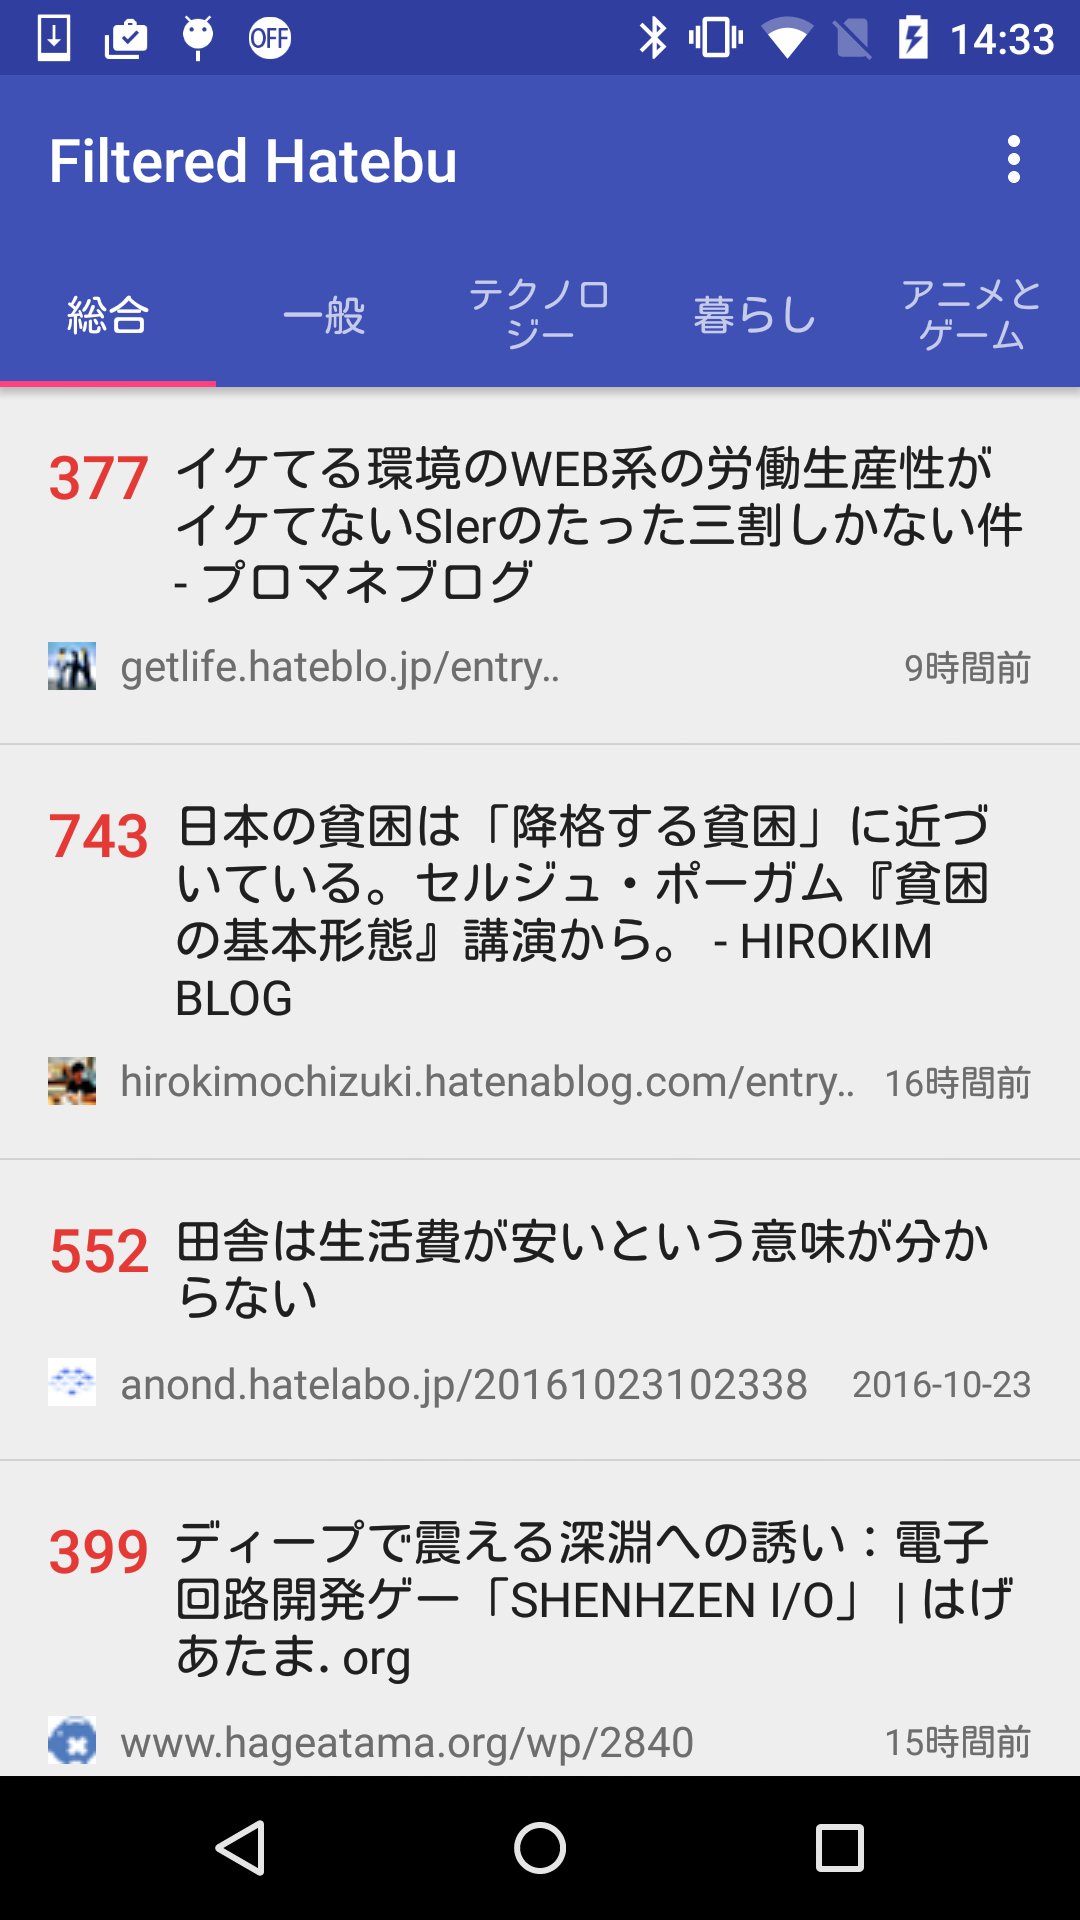 OFF
14:33
Filtered Hatebu
総合
一般
テクノロ
ジー
暮らし
アニメと
ゲーム
377
イケてる環境のWEB系の労働生産性が
イケてないSIerのたった三割しかない件
- プロマネブログ
getlife.hateblo.jp/entry..
9時間前
743
日本の貧困は「降格する貧困」に近づ
いている。セルジュ・ポーガム『貧困
の基本形態』講演から。 - HIROKIM
BLOG
hirokimochizuki.hatenablog.com/entry..
16時間前
552
田舎は生活費が安いという意味が分か
らない
anond.hatelabo.jp/20161023102338
2016-10-23
399
ディープで震える深淵への誘い：電子
回路開発ゲー「SHENHZEN I/O」 | はげ
あたま. org
www.hageatama.org/wp/2840
15時間前